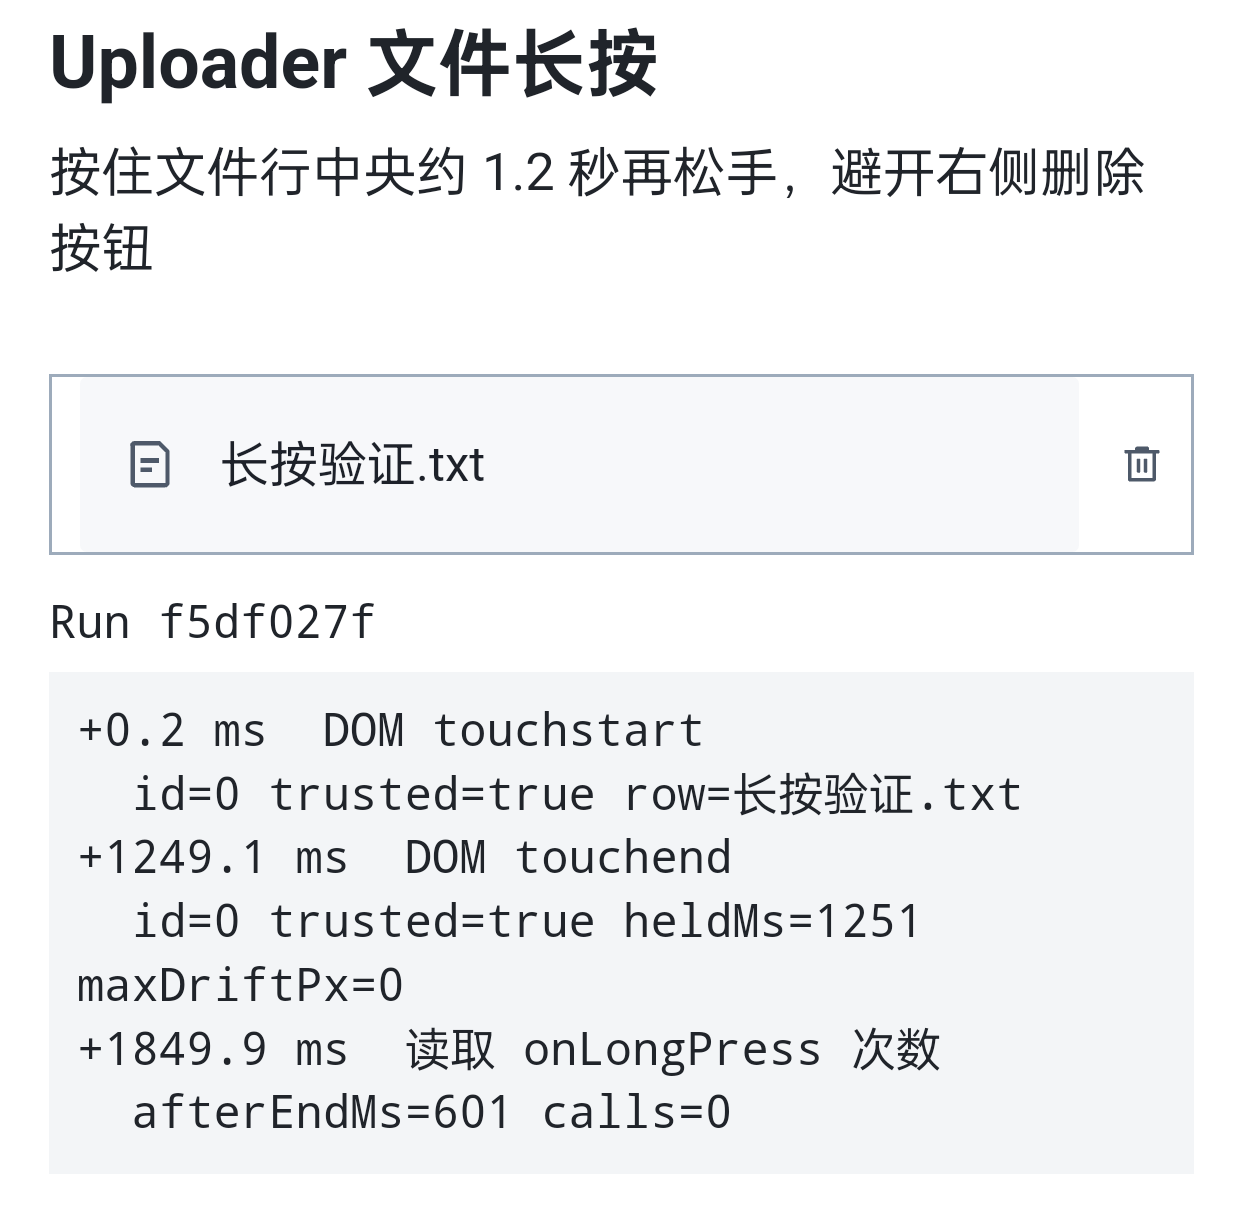 Uploader 文件长按
按住文件行中央约 1.2 秒再松手，避开右侧删除
按钮
长按验证.txt
Run f5df027f
+0.2 ms  DOM touchstart
  id=0 trusted=true row=长按验证.txt
+1249.1 ms  DOM touchend
  id=0 trusted=true heldMs=1251
maxDriftPx=0
+1849.9 ms  读取 onLongPress 次数
  afterEndMs=601 calls=0